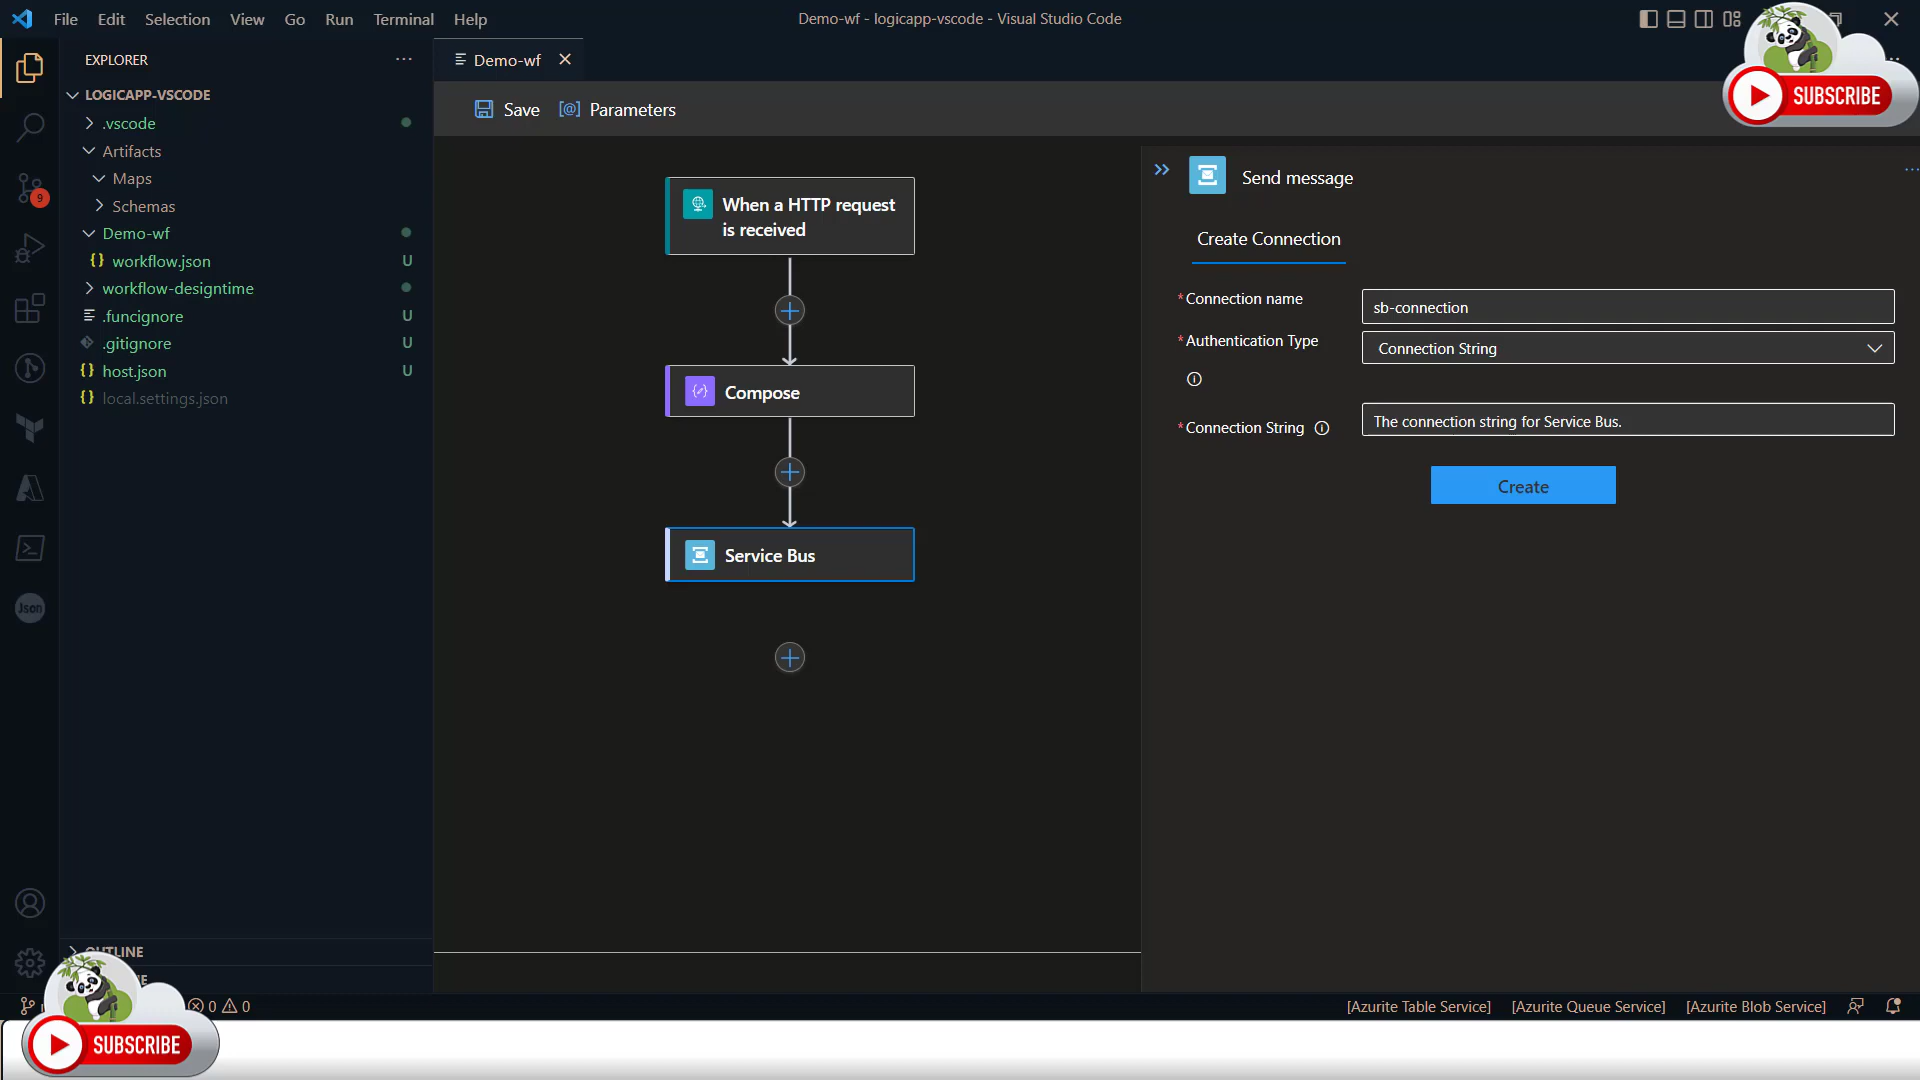 File Edit Selection View Go Run Terminal Help
Demo-wf - logicapp-vscode - Visual Studio Code
EXPLORER
Demo-wf
SUBSCRIBE
LOGICAPP-VSCODE
.vscode
Artifacts
Maps
Schemas
Demo-wf
workflow.json U
workflow-designtime
.funcignore U
.gitignore U
host.json U
local.settings.json
9
Json
OUTLINE
Save Parameters
When a HTTP request
is received
Compose
Service Bus
Send message
Create Connection
*Connection name
sb-connection
*Authentication Type
Connection String
*Connection String
The connection string for Service Bus.
Create
0 0
[Azurite Table Service] [Azurite Queue Service] [Azurite Blob Service]
SUBSCRIBE